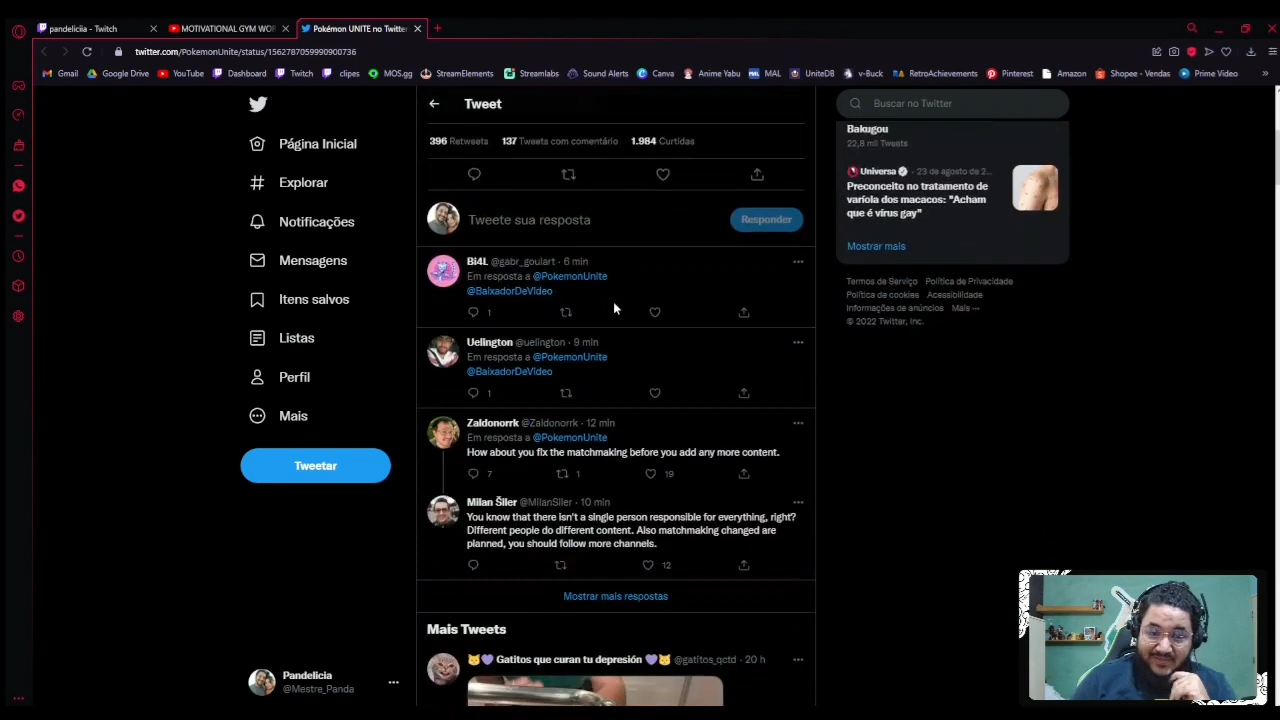 pandeliciia - Twitch
MOTIVATIONAL GYM WOR
Pokémon UNITE no Twitter
twitter.com/PokemonUnite/status/1562787059990900736
Gmail
Google Drive
YouTube
Dashboard
Twitch
clipes
MOS.gg
StreamElements
Streamlabs
Sound Alerts
Canva
Anime Yabu
MAL
UniteDB
v-Buck
RetroAchievements
Pinterest
Amazon
Shopee - Vendas
Prime Video
Página Inicial
Explorar
Notificações
Mensagens
Itens salvos
Listas
Perfil
Mais
Tweetar
Pandelicia
@Mestre_Panda
Tweet
396 Retweets 137 Tweets com comentário 1.984 Curtidas
Tweete sua resposta
Responder
Bi4L @gabr_goulart · 6 min
Em resposta a @PokemonUnite
@BaixadorDeVideo
1
Uelington @uelington · 9 min
Em resposta a @PokemonUnite
@BaixadorDeVideo
1
Zaldonorrk @Zaldonorrk · 12 min
Em resposta a @PokemonUnite
How about you fix the matchmaking before you add any more content.
7 1 19
Milan Šiler @MilanSiler · 10 min
You know that there isn't a single person responsible for everything, right?
Different people do different content. Also matchmaking changed are
planned, you should follow more channels.
12
Mostrar mais respostas
Mais Tweets
Gatitos que curan tu depresión @gatitos_qctd · 20 h
Buscar no Twitter
Bakugou
22,8 mil Tweets
Universa · 23 de agosto de 2...
Preconceito no tratamento de
varíola dos macacos: "Acham
que é vírus gay"
Mostrar mais
Termos de Serviço Política de Privacidade
Política de cookies Acessibilidade
Informações de anúncios Mais ···
© 2022 Twitter, Inc.